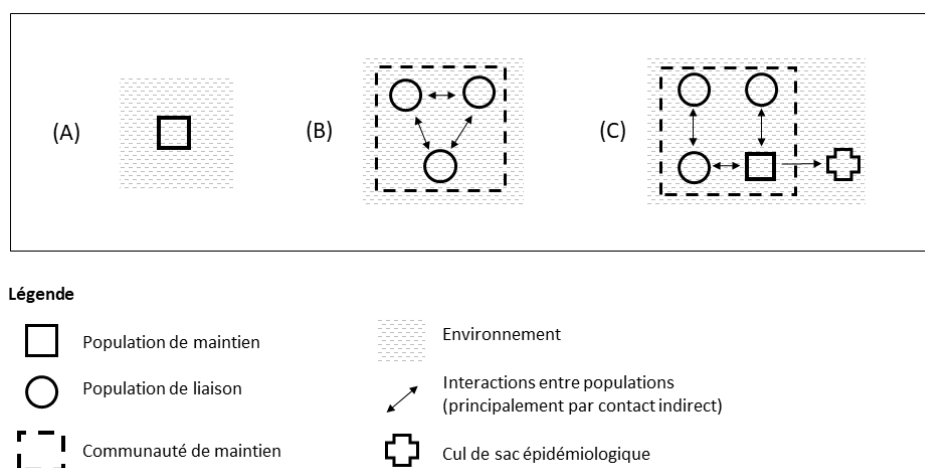 (A)
(B)
(C)
Légende
Population de maintien
Population de liaison
Communauté de maintien
Environnement
Interactions entre populations
(principalement par contact indirect)
Cul de sac épidémiologique